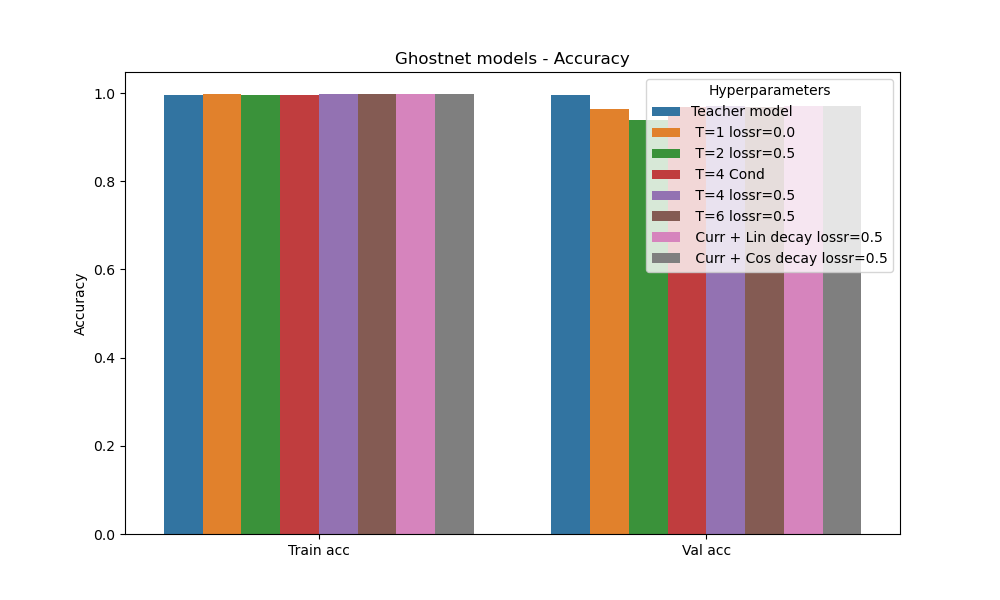 Ghostnet models - Accuracy
Hyperparameters
Teacher model
T=1 lossr=0.0
T=2 lossr=0.5
T=4 Cond
T=4 lossr=0.5
T=6 lossr=0.5
Curr + Lin decay lossr=0.5
Curr + Cos decay lossr=0.5
Accuracy
1.0
0.8
0.6
0.4
0.2
0.0
Train acc
Val acc